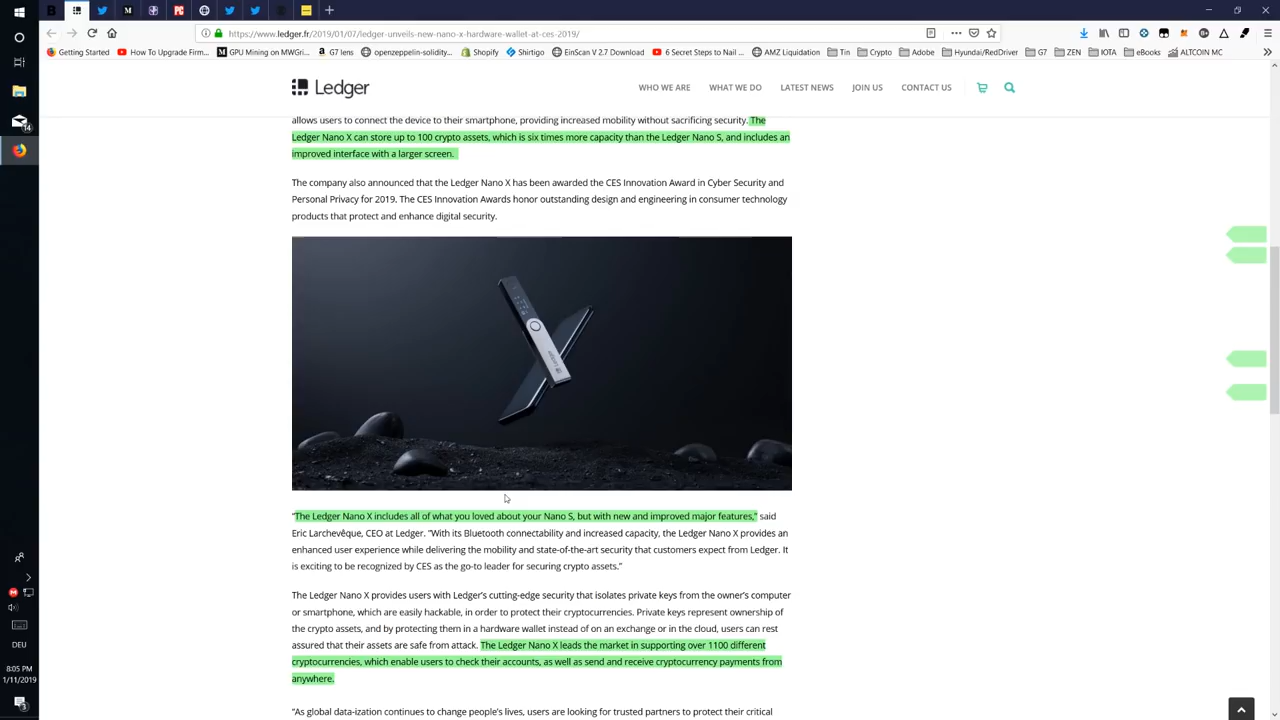 https://www.ledger.fr/2019/01/07/ledger-unveils-new-nano-x-hardware-wallet-at-ces-2019/
Getting Started
How To Upgrade Firm...
GPU Mining on MWGri...
G7 lens
openzeppelin-solidity...
Shopify
Shirtigo
EinScan V 2.7 Download
6 Secret Steps to Nail ...
AMZ Liquidation
Tin
Crypto
Adobe
Hyundai/RedDriver
G7
ZEN
IOTA
eBooks
ALTCOIN MC
Ledger
WHO WE ARE
WHAT WE DO
LATEST NEWS
JOIN US
CONTACT US
allows users to connect the device to their smartphone, providing increased mobility without sacrificing security. The
Ledger Nano X can store up to 100 crypto assets, which is six times more capacity than the Ledger Nano S, and includes an
improved interface with a larger screen.
The company also announced that the Ledger Nano X has been awarded the CES Innovation Award in Cyber Security and
Personal Privacy for 2019. The CES Innovation Awards honor outstanding design and engineering in consumer technology
products that protect and enhance digital security.
"The Ledger Nano X includes all of what you loved about your Nano S, but with new and improved major features," said
Eric Larchevêque, CEO at Ledger. "With its Bluetooth connectability and increased capacity, the Ledger Nano X provides an
enhanced user experience while delivering the mobility and state-of-the-art security that customers expect from Ledger. It
is exciting to be recognized by CES as the go-to leader for securing crypto assets."
The Ledger Nano X provides users with Ledger's cutting-edge security that isolates private keys from the owner's computer
or smartphone, which are easily hackable, in order to protect their cryptocurrencies. Private keys represent ownership of
the crypto assets, and by protecting them in a hardware wallet instead of on an exchange or in the cloud, users can rest
assured that their assets are safe from attack. The Ledger Nano X leads the market in supporting over 1100 different
cryptocurrencies, which enable users to check their accounts, as well as send and receive cryptocurrency payments from
anywhere.
"As global data-ization continues to change people's lives, users are looking for trusted partners to protect their critical
14
8:05 PM
1/11/2019
3